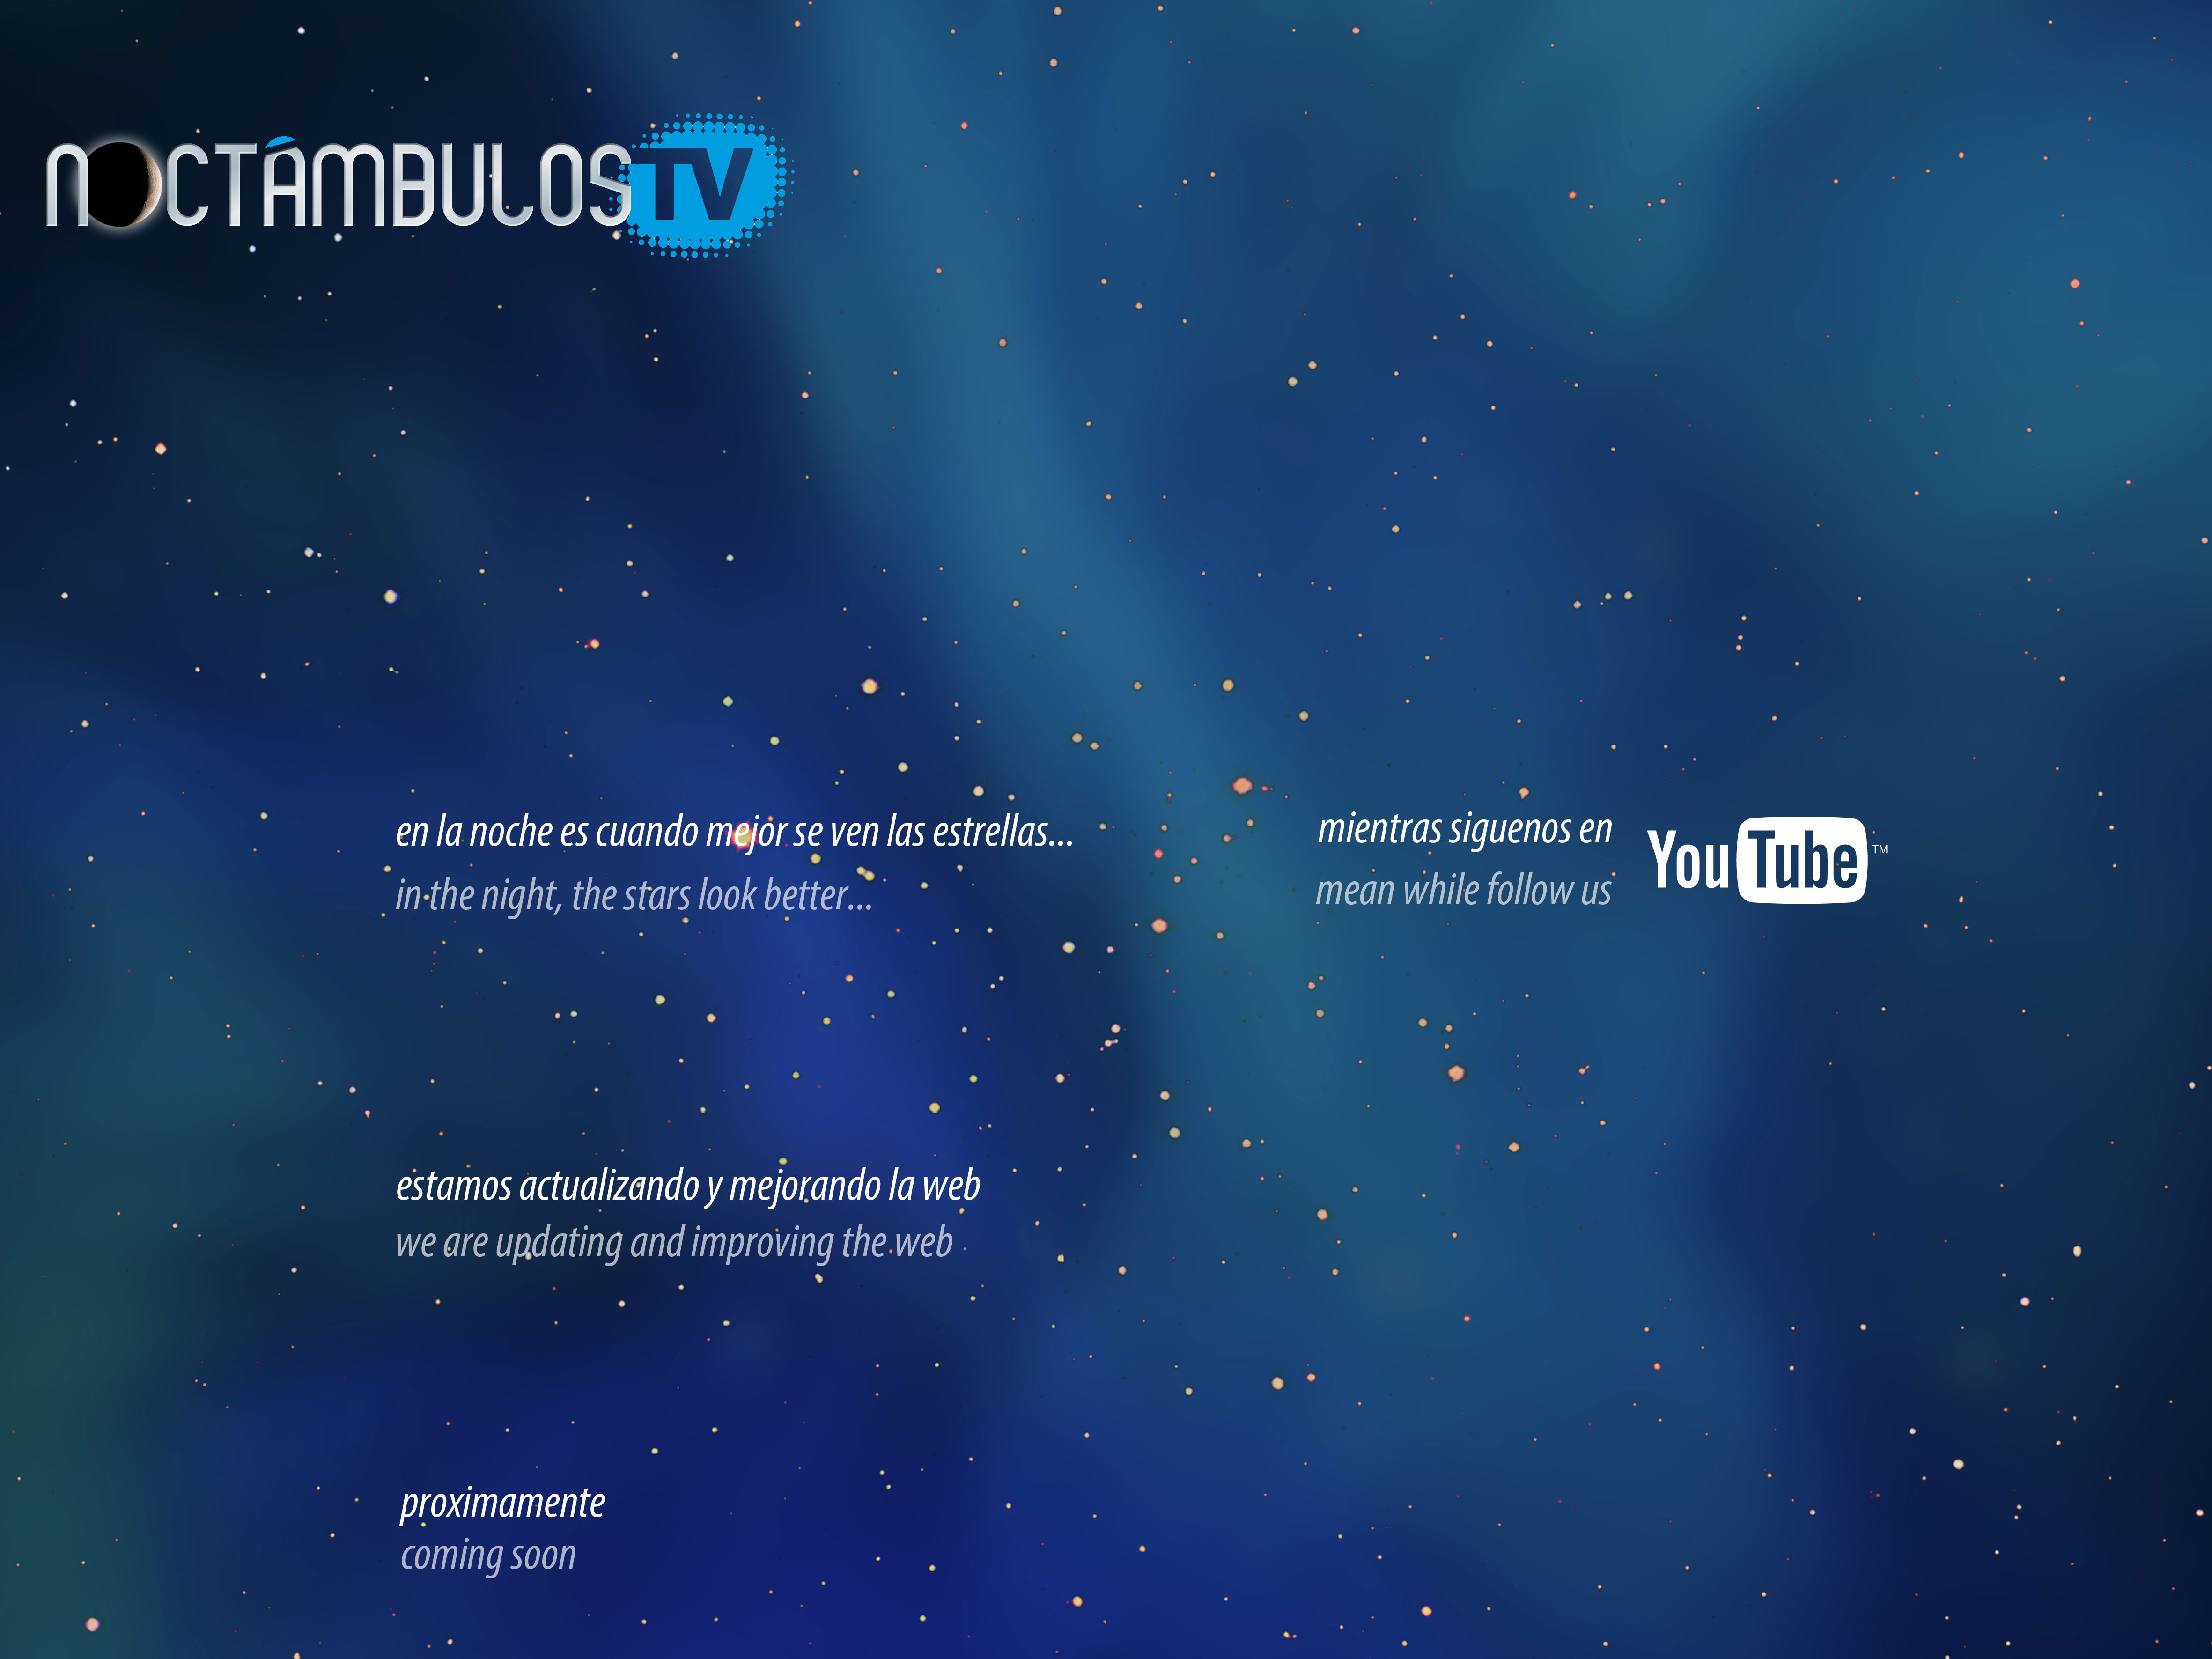 NOCTÁMBULOSTV
en la noche es cuando mejor se ven las estrellas...
in the night, the stars look better...
mientras siguenos en
mean while follow us
YouTube™
estamos actualizando y mejorando la web
we are updating and improving the web
proximamente
coming soon